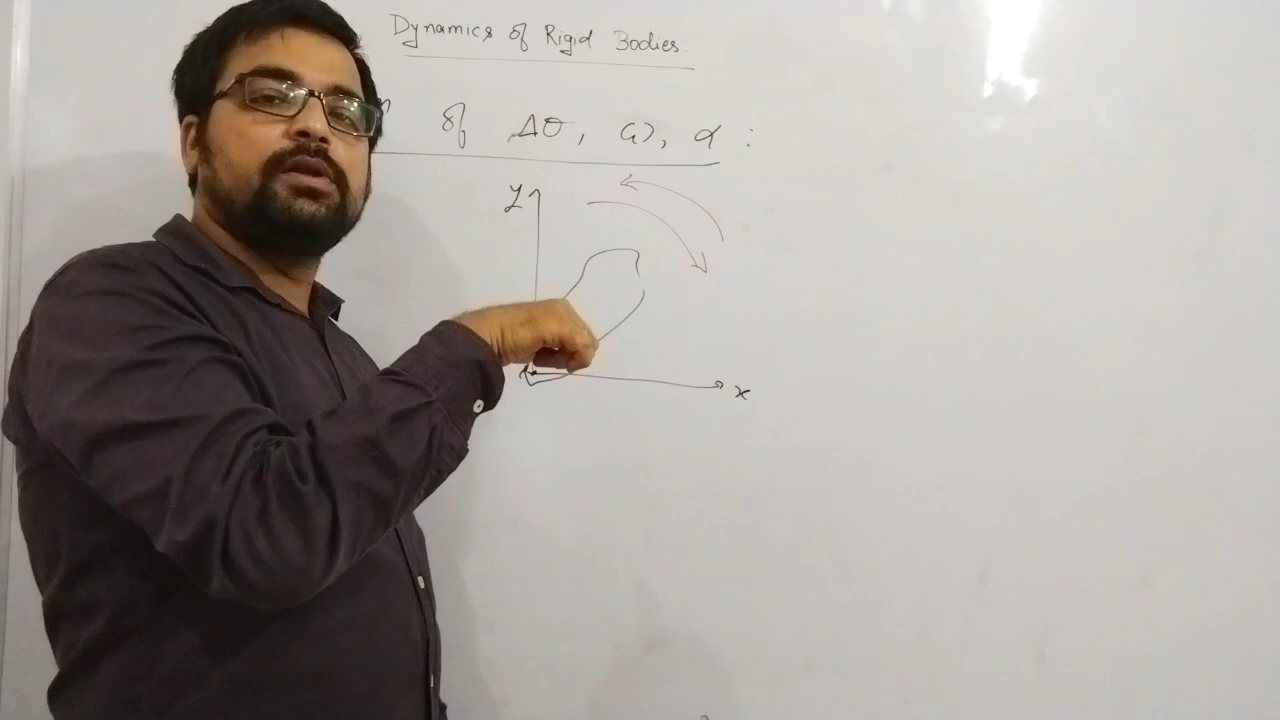 Dynamics of Rigid Bodies:
n of Δθ, ω, α :
y
x